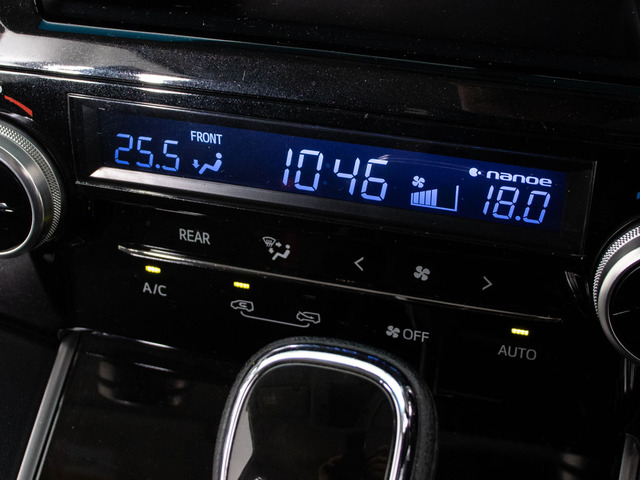 25.5 FRONT 1046 nanoe 18.0
REAR
A/C
OFF
AUTO